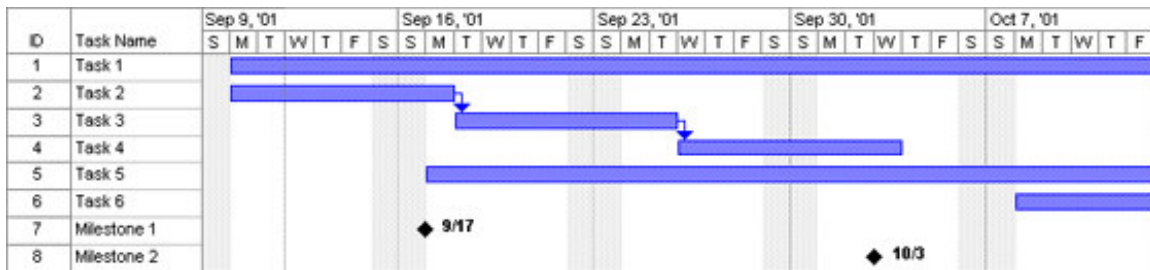 Sep 9, '01 Sep 16, '01 Sep 23, '01 Sep 30, '01 Oct 7, '01
ID Task Name S M T W T F S S M T W T F S S M T W T F S S M T W T F S S M T W T F
1 Task 1
2 Task 2
3 Task 3
4 Task 4
5 Task 5
6 Task 6
7 Milestone 1 9/17
8 Milestone 2 10/3